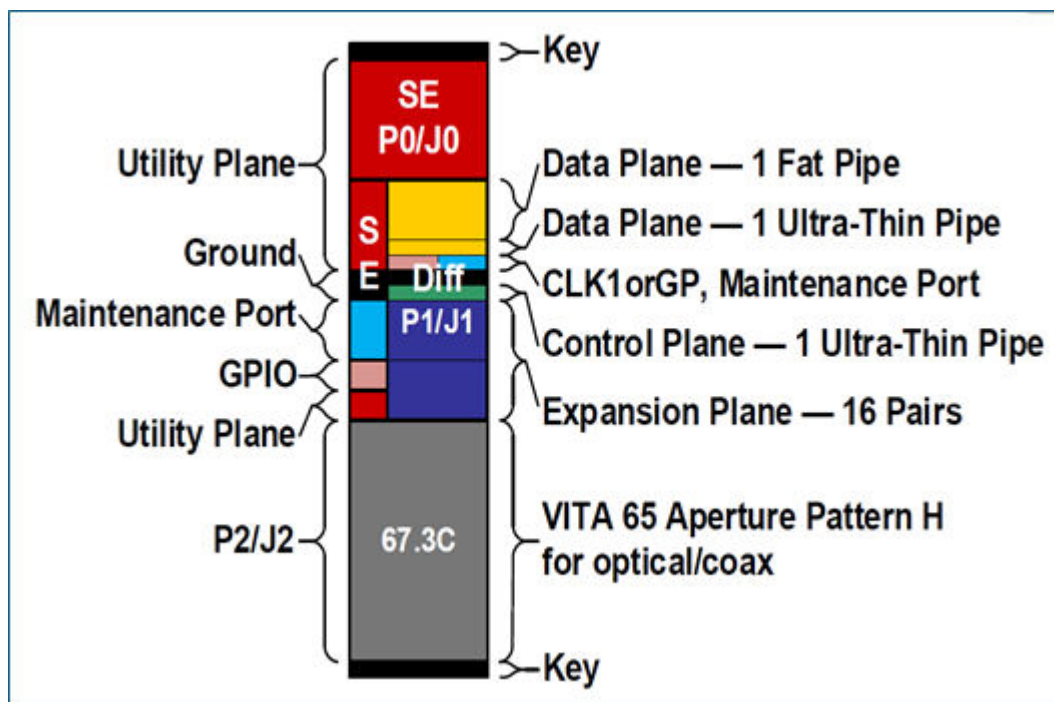 Key
SE
P0/J0
Utility Plane
Data Plane — 1 Fat Pipe
Data Plane — 1 Ultra-Thin Pipe
S
E
Ground
Diff
CLK1orGP, Maintenance Port
Maintenance Port
P1/J1
Control Plane — 1 Ultra-Thin Pipe
GPIO
Expansion Plane — 16 Pairs
Utility Plane
P2/J2
67.3C
VITA 65 Aperture Pattern H
for optical/coax
Key